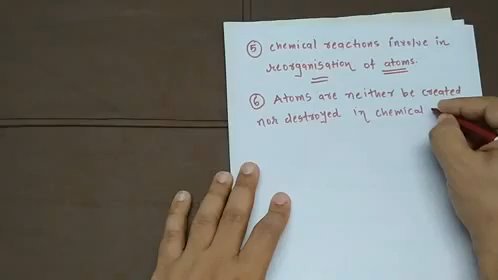 ⑤ chemical reactions involve in
reorganisation of atoms.
⑥ Atoms are neither be created
nor destroyed in chemical